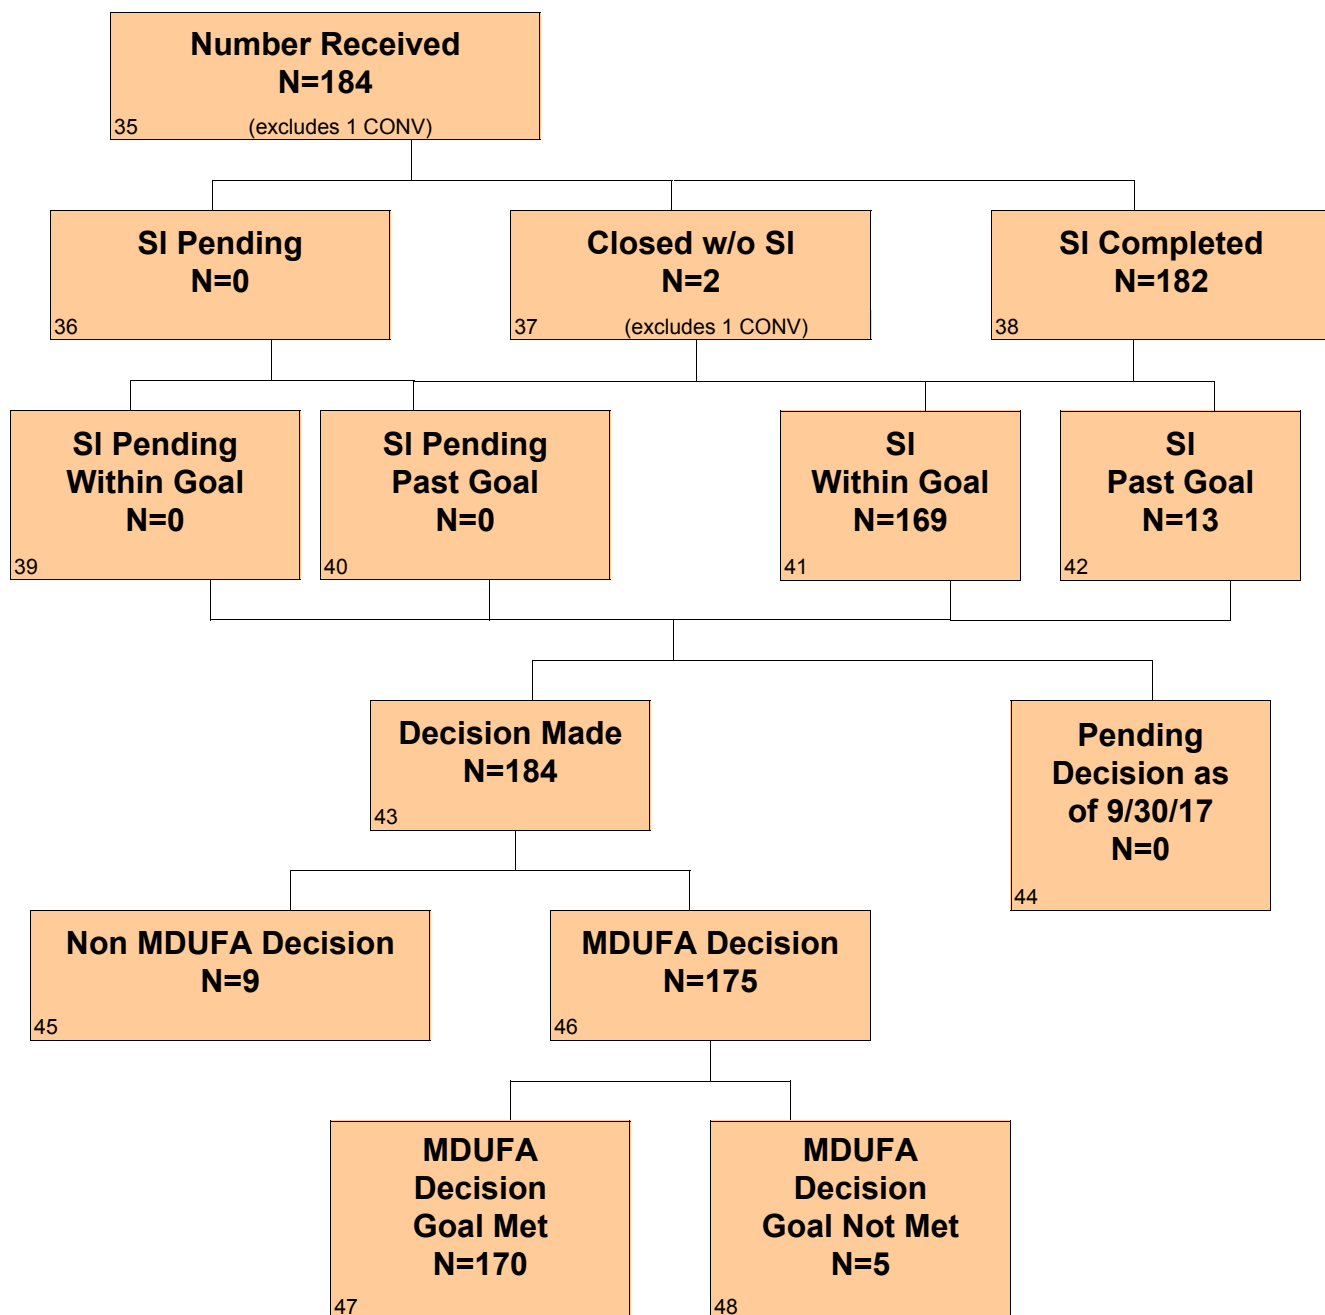 Number Received
N=184
35 (excludes 1 CONV)
SI Pending
N=0
36
Closed w/o SI
N=2
37 (excludes 1 CONV)
SI Completed
N=182
38
SI Pending
Within Goal
N=0
39
SI Pending
Past Goal
N=0
40
SI
Within Goal
N=169
41
SI
Past Goal
N=13
42
Decision Made
N=184
43
Pending
Decision as
of 9/30/17
N=0
44
Non MDUFA Decision
N=9
45
MDUFA Decision
N=175
46
MDUFA
Decision
Goal Met
N=170
47
MDUFA
Decision
Goal Not Met
N=5
48